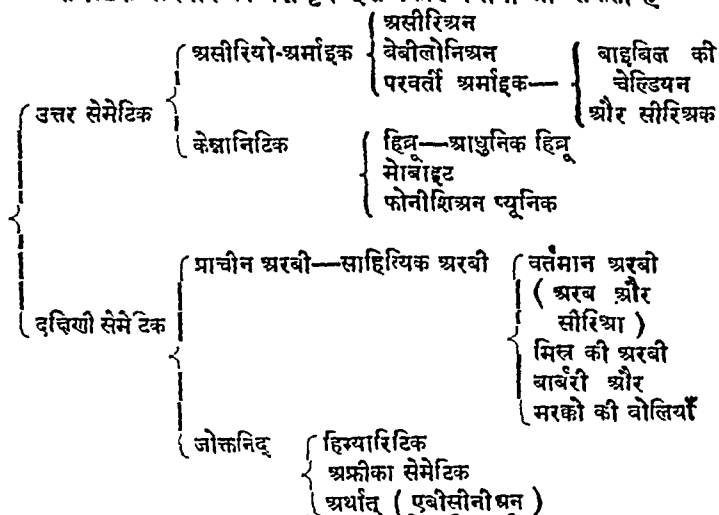 असीरिअन
असीरियो-अर्माइक बेबीलोनिअन
परवर्ती अर्माइक— बाइबिल की
चेल्डियन
और सीरिअक
उत्तर सेमेटिक
केन्नानिटिक हिब्रू—आधुनिक हिब्रू
मोबाइट
फोनीशिअन प्यूनिक
प्राचीन अरबी—साहित्यिक अरबी वर्तमान अरबी
( अरब और
सीरिआ )
दक्षिणी सेमेटिक
मिस्र की अरबी
बार्बरी और
मरक्को की बोलियाँ
जोक्तनिद् हिम्यारिटिक
अफ्रीका सेमेटिक
अर्थात् ( एबीसीनीअन )